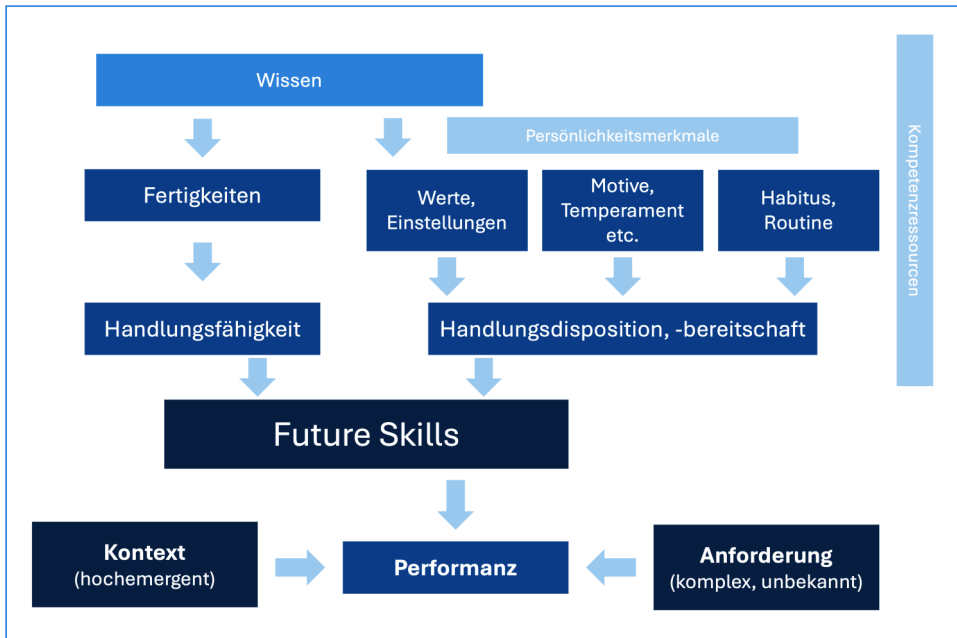 Wissen
Persönlichkeitsmerkmale
Kompetenzressourcen
Fertigkeiten
Werte,
Einstellungen
Motive,
Temperament
etc.
Habitus,
Routine
Handlungsfähigkeit
Handlungsdisposition, -bereitschaft
Future Skills
Kontext
(hochemergent)
Performanz
Anforderung
(komplex, unbekannt)